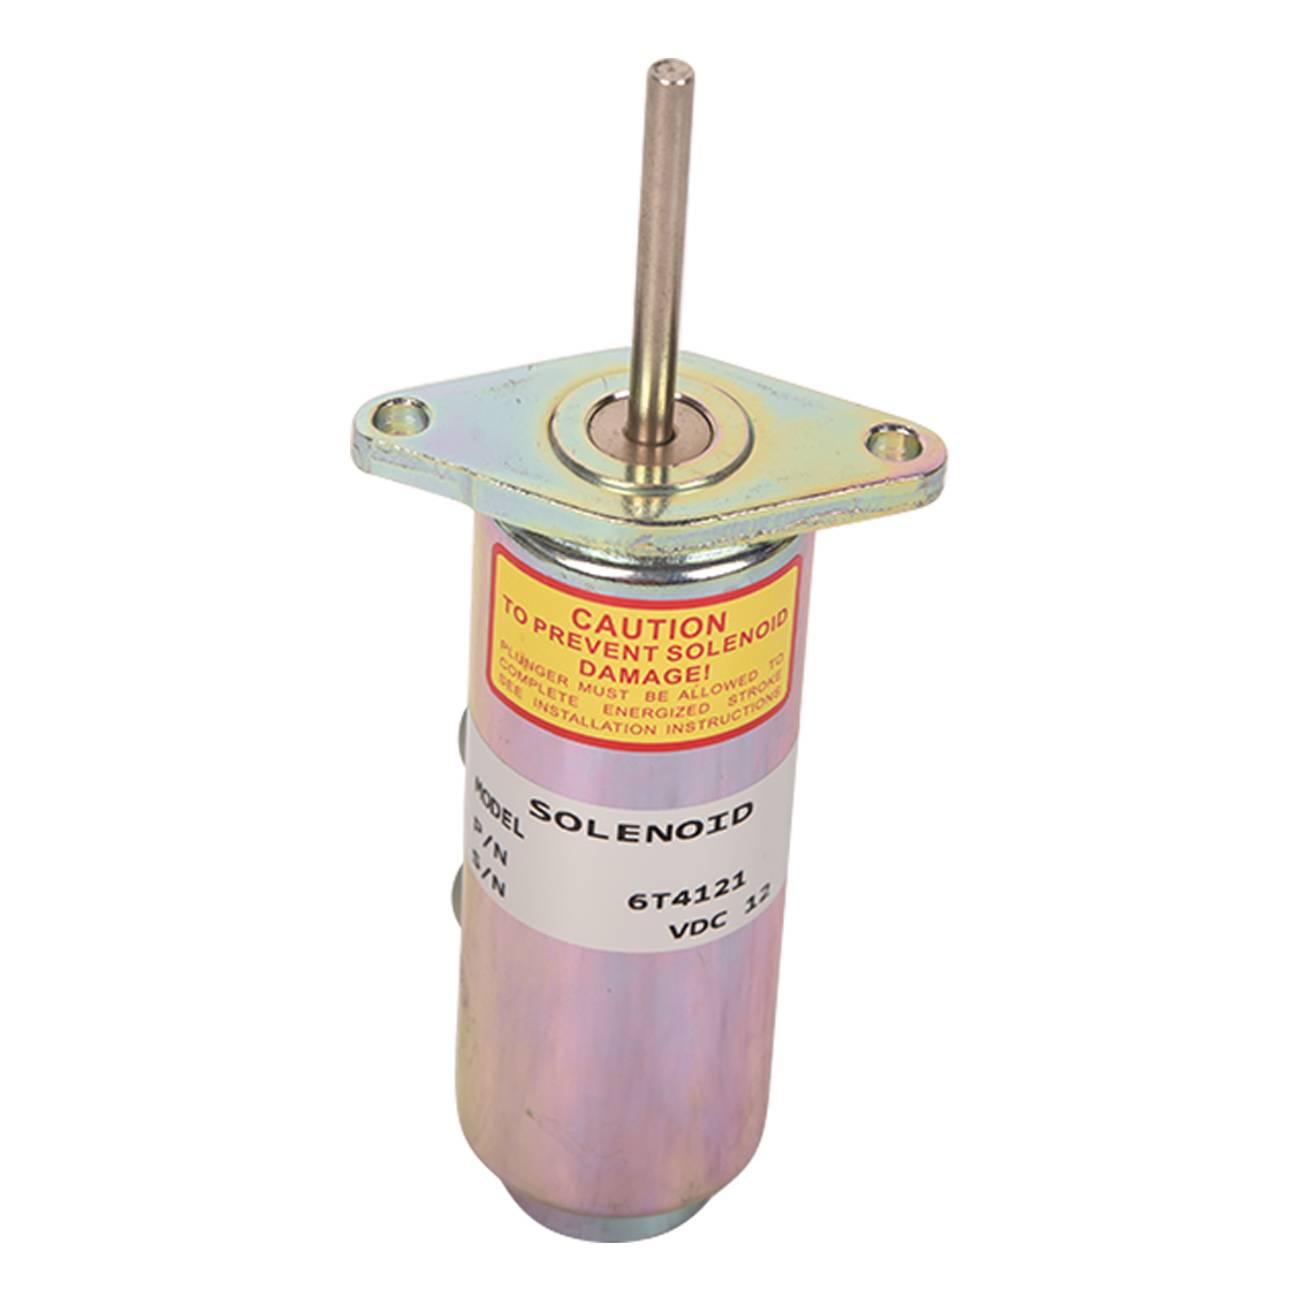 CAUTION
TO PREVENT SOLENOID
DAMAGE!
PLUNGER MUST BE ALLOWED TO
COMPLETE ENERGIZED STROKE
SEE INSTALLATION INSTRUCTIONS
MODEL SOLENOID
P/N 6T4121
S/N VDC 12